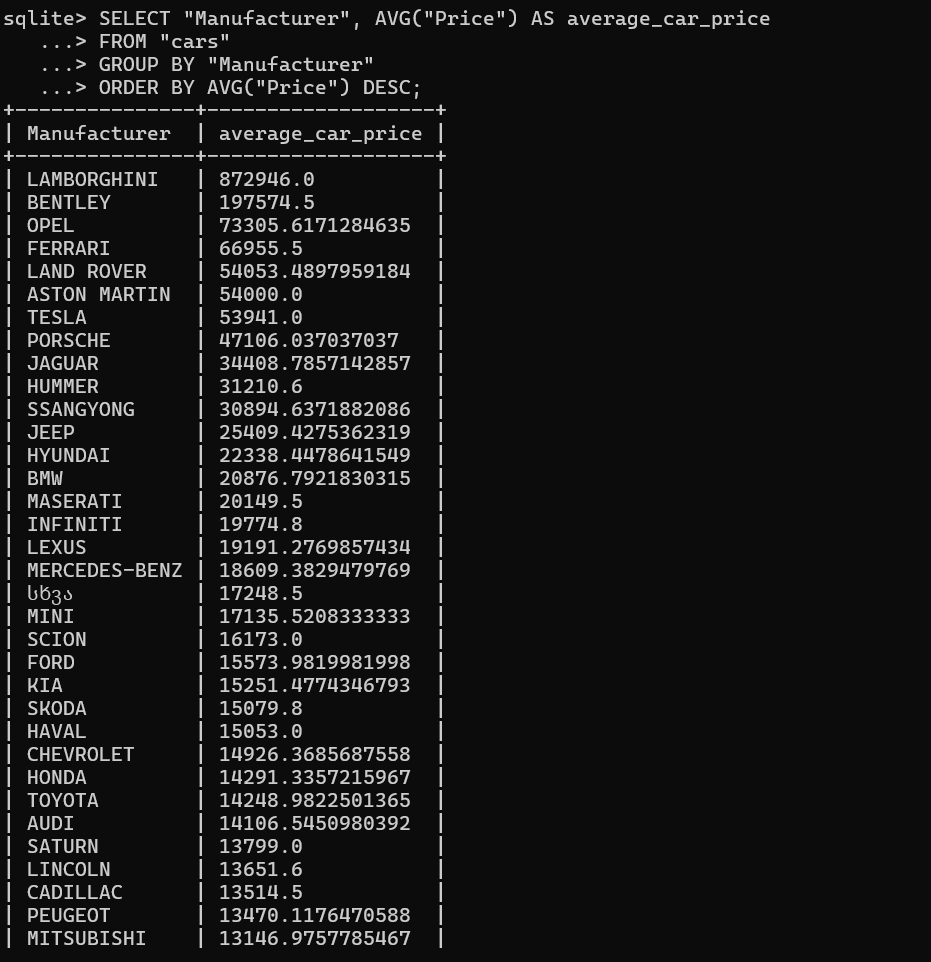 sqlite> SELECT "Manufacturer", AVG("Price") AS average_car_price
   ...> FROM "cars"
   ...> GROUP BY "Manufacturer"
   ...> ORDER BY AVG("Price") DESC;
+---------------+-------------------+
| Manufacturer  | average_car_price |
+---------------+-------------------+
| LAMBORGHINI   | 872946.0          |
| BENTLEY       | 197574.5          |
| OPEL          | 73305.6171284635  |
| FERRARI       | 66955.5           |
| LAND ROVER    | 54053.4897959184  |
| ASTON MARTIN  | 54000.0           |
| TESLA         | 53941.0           |
| PORSCHE       | 47106.037037037   |
| JAGUAR        | 34408.7857142857  |
| HUMMER        | 31210.6           |
| SSANGYONG     | 30894.6371882086  |
| JEEP          | 25409.4275362319  |
| HYUNDAI       | 22338.4478641549  |
| BMW           | 20876.7921830315  |
| MASERATI      | 20149.5           |
| INFINITI      | 19774.8           |
| LEXUS         | 19191.2769857434  |
| MERCEDES-BENZ | 18609.3829479769  |
| სხვა          | 17248.5           |
| MINI          | 17135.5208333333  |
| SCION         | 16173.0           |
| FORD          | 15573.9819981998  |
| KIA           | 15251.4774346793  |
| SKODA         | 15079.8           |
| HAVAL         | 15053.0           |
| CHEVROLET     | 14926.3685687558  |
| HONDA         | 14291.3357215967  |
| TOYOTA        | 14248.9822501365  |
| AUDI          | 14106.5450980392  |
| SATURN        | 13799.0           |
| LINCOLN       | 13651.6           |
| CADILLAC      | 13514.5           |
| PEUGEOT       | 13470.1176470588  |
| MITSUBISHI    | 13146.9757785467  |